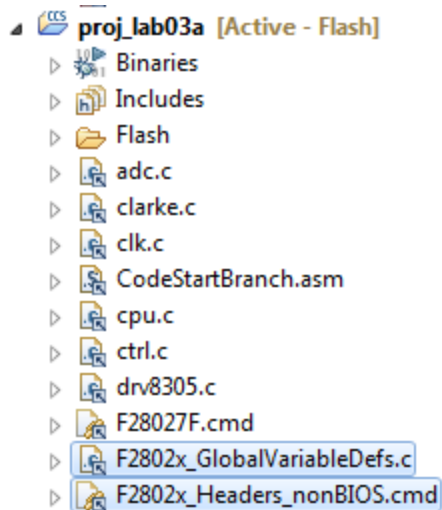 CCS
proj_lab03a [Active - Flash]
Binaries
Includes
Flash
adc.c
clarke.c
clk.c
CodeStartBranch.asm
cpu.c
ctrl.c
drv8305.c
F28027F.cmd
F2802x_GlobalVariableDefs.c
F2802x_Headers_nonBIOS.cmd